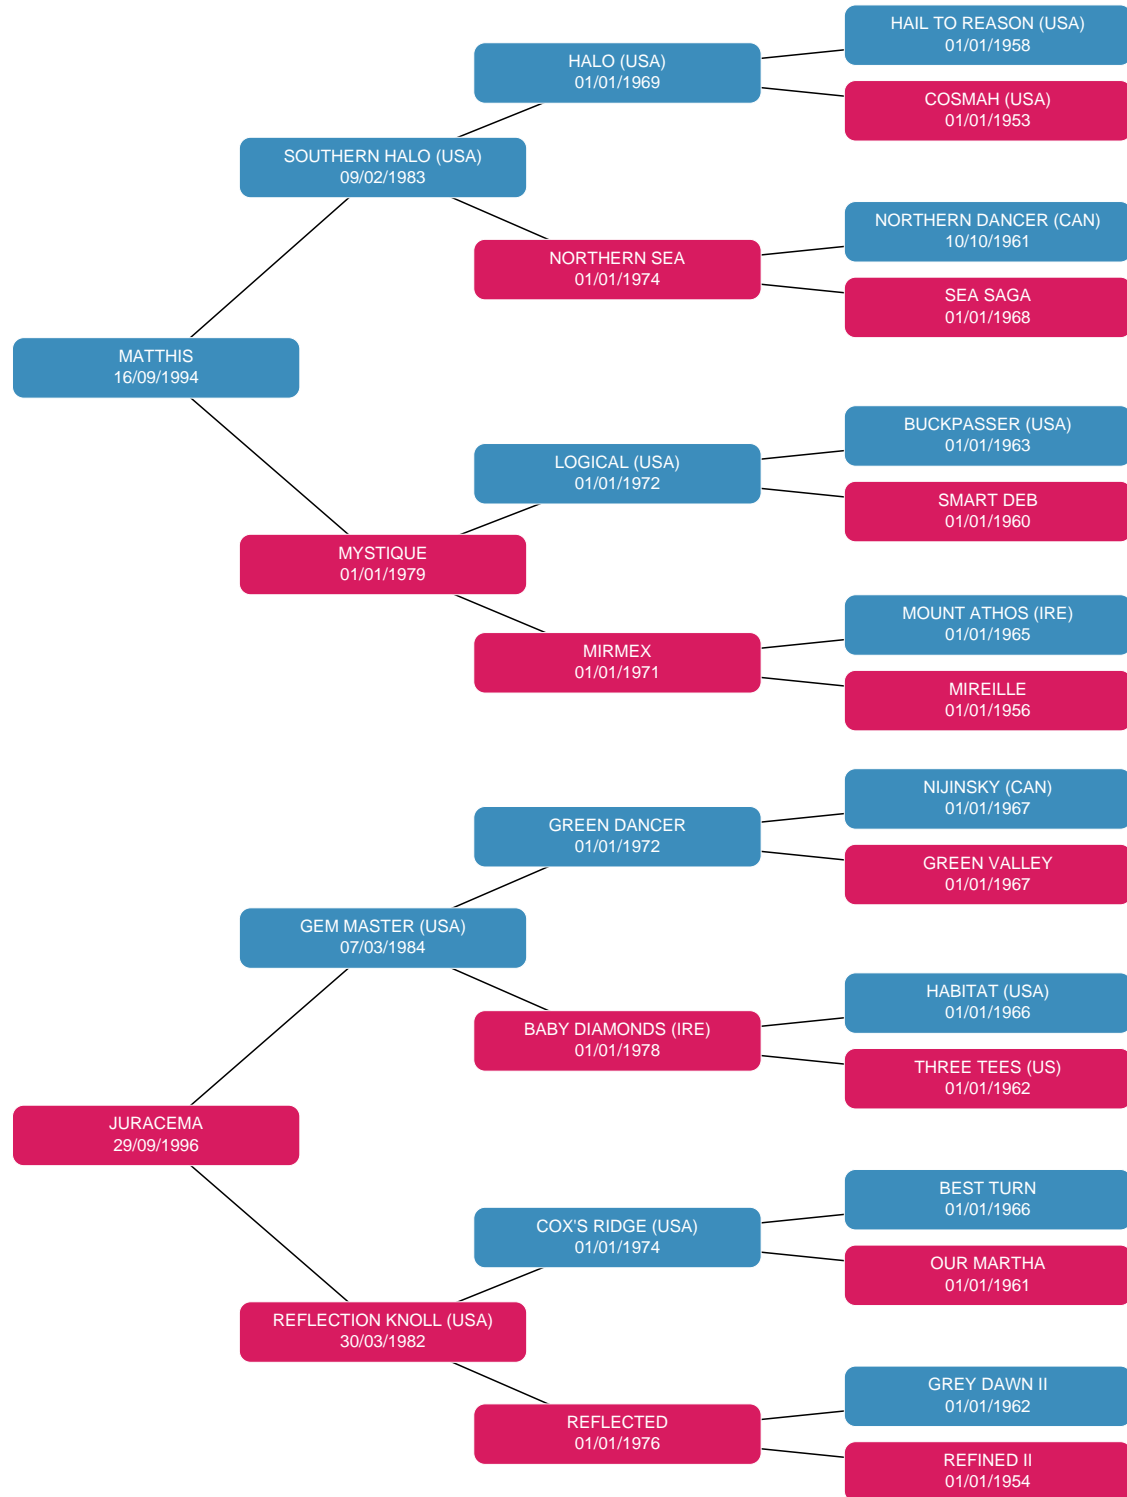 HAIL TO REASON (USA)
01/01/1958
HALO (USA)
01/01/1969
COSMAH (USA)
01/01/1953
SOUTHERN HALO (USA)
09/02/1983
NORTHERN DANCER (CAN)
10/10/1961
NORTHERN SEA
01/01/1974
SEA SAGA
01/01/1968
MATTHIS
16/09/1994
BUCKPASSER (USA)
01/01/1963
LOGICAL (USA)
01/01/1972
SMART DEB
01/01/1960
MYSTIQUE
01/01/1979
MOUNT ATHOS (IRE)
01/01/1965
MIRMEX
01/01/1971
MIREILLE
01/01/1956
NIJINSKY (CAN)
01/01/1967
GREEN DANCER
01/01/1972
GREEN VALLEY
01/01/1967
GEM MASTER (USA)
07/03/1984
HABITAT (USA)
01/01/1966
BABY DIAMONDS (IRE)
01/01/1978
THREE TEES (US)
01/01/1962
JURACEMA
29/09/1996
BEST TURN
01/01/1966
COX'S RIDGE (USA)
01/01/1974
OUR MARTHA
01/01/1961
REFLECTION KNOLL (USA)
30/03/1982
GREY DAWN II
01/01/1962
REFLECTED
01/01/1976
REFINED II
01/01/1954